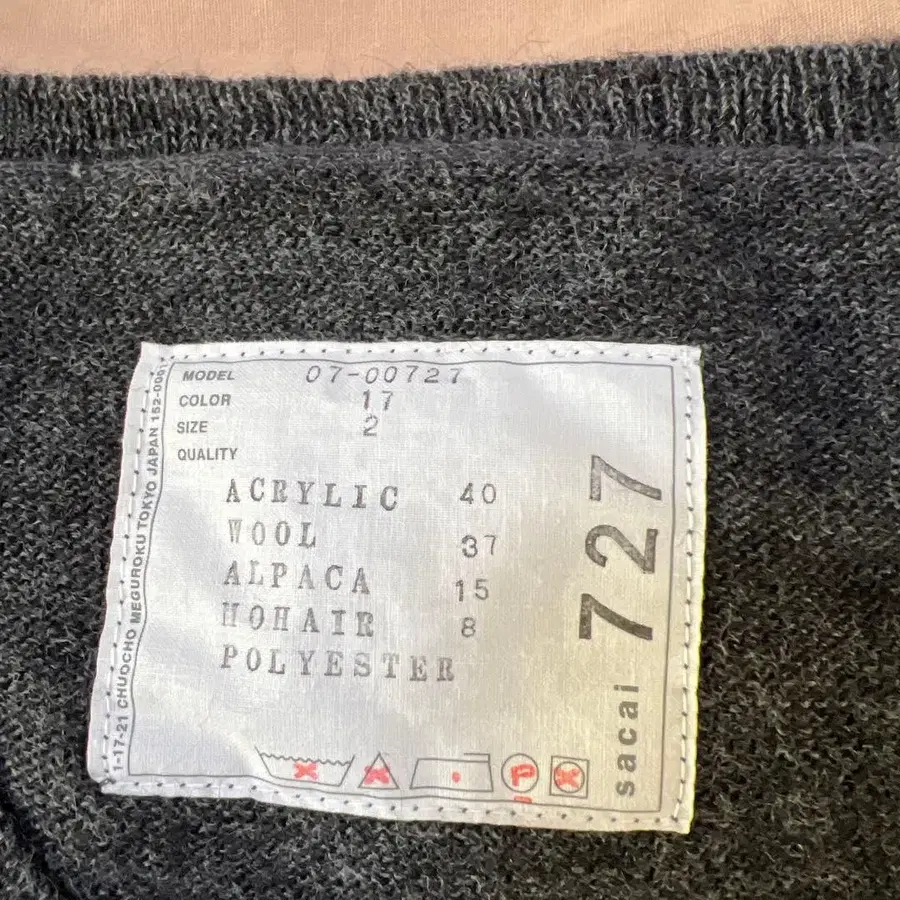 MODEL 07-00727
COLOR 17
SIZE 2
QUALITY
ACRYLIC 40
WOOL 37
ALPACA 15
MOHAIR 8
POLYESTER
P
sacai 727
1-17-21 CHUOCHO MEGUROKU TOKYO JAPAN 152-0001